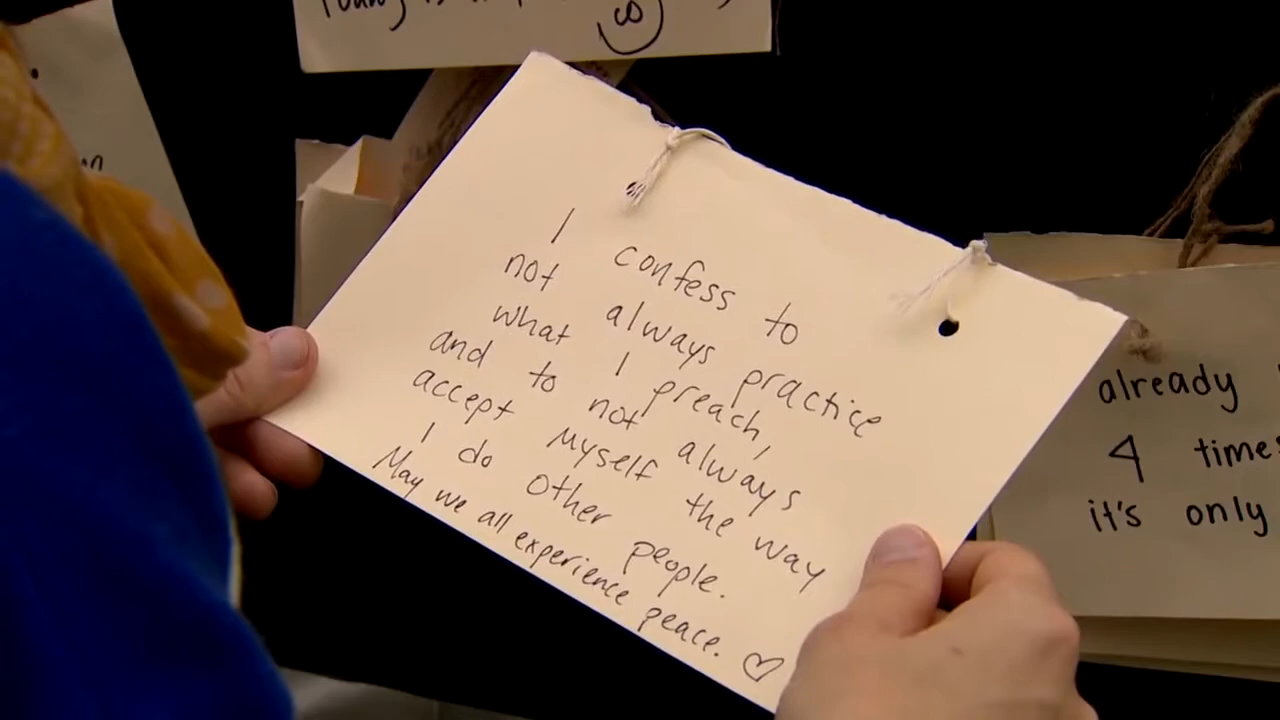 I confess to
not always practice
what I preach,
and to not always
accept myself the way
I do other people.
May we all experience peace. ♡
already
4 times
it's only